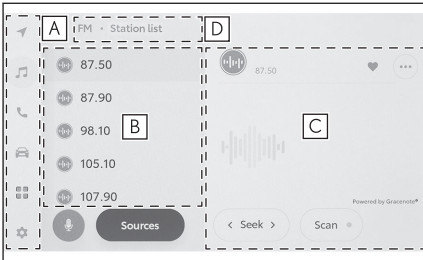 A
FM • Station list
D
87.50
87.90
98.10
B
105.10
107.90
Sources
87.50
C
Powered by Gracenote®
< Seek >
Scan